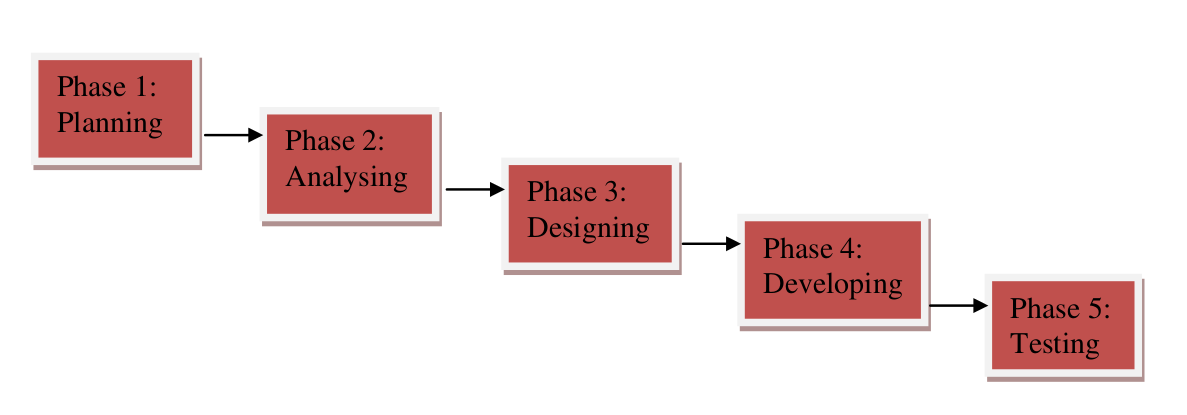 Phase 1:
Planning
Phase 2:
Analysing
Phase 3:
Designing
Phase 4:
Developing
Phase 5:
Testing